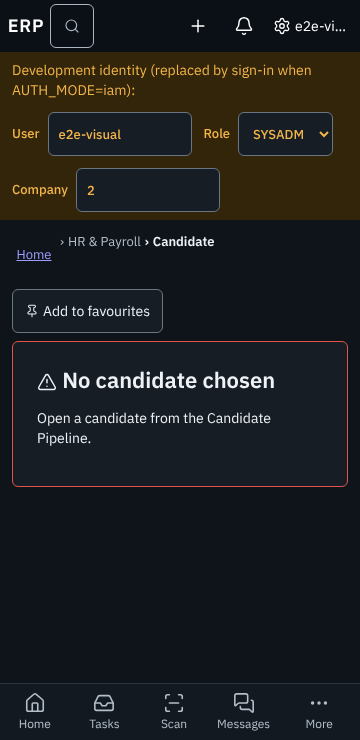 ERP e2e-vi...
Development identity (replaced by sign-in when
AUTH_MODE=iam):
User e2e-visual Role SYSADM
Company 2
Home › HR & Payroll › Candidate
Add to favourites
No candidate chosen
Open a candidate from the Candidate
Pipeline.
Home Tasks Scan Messages More